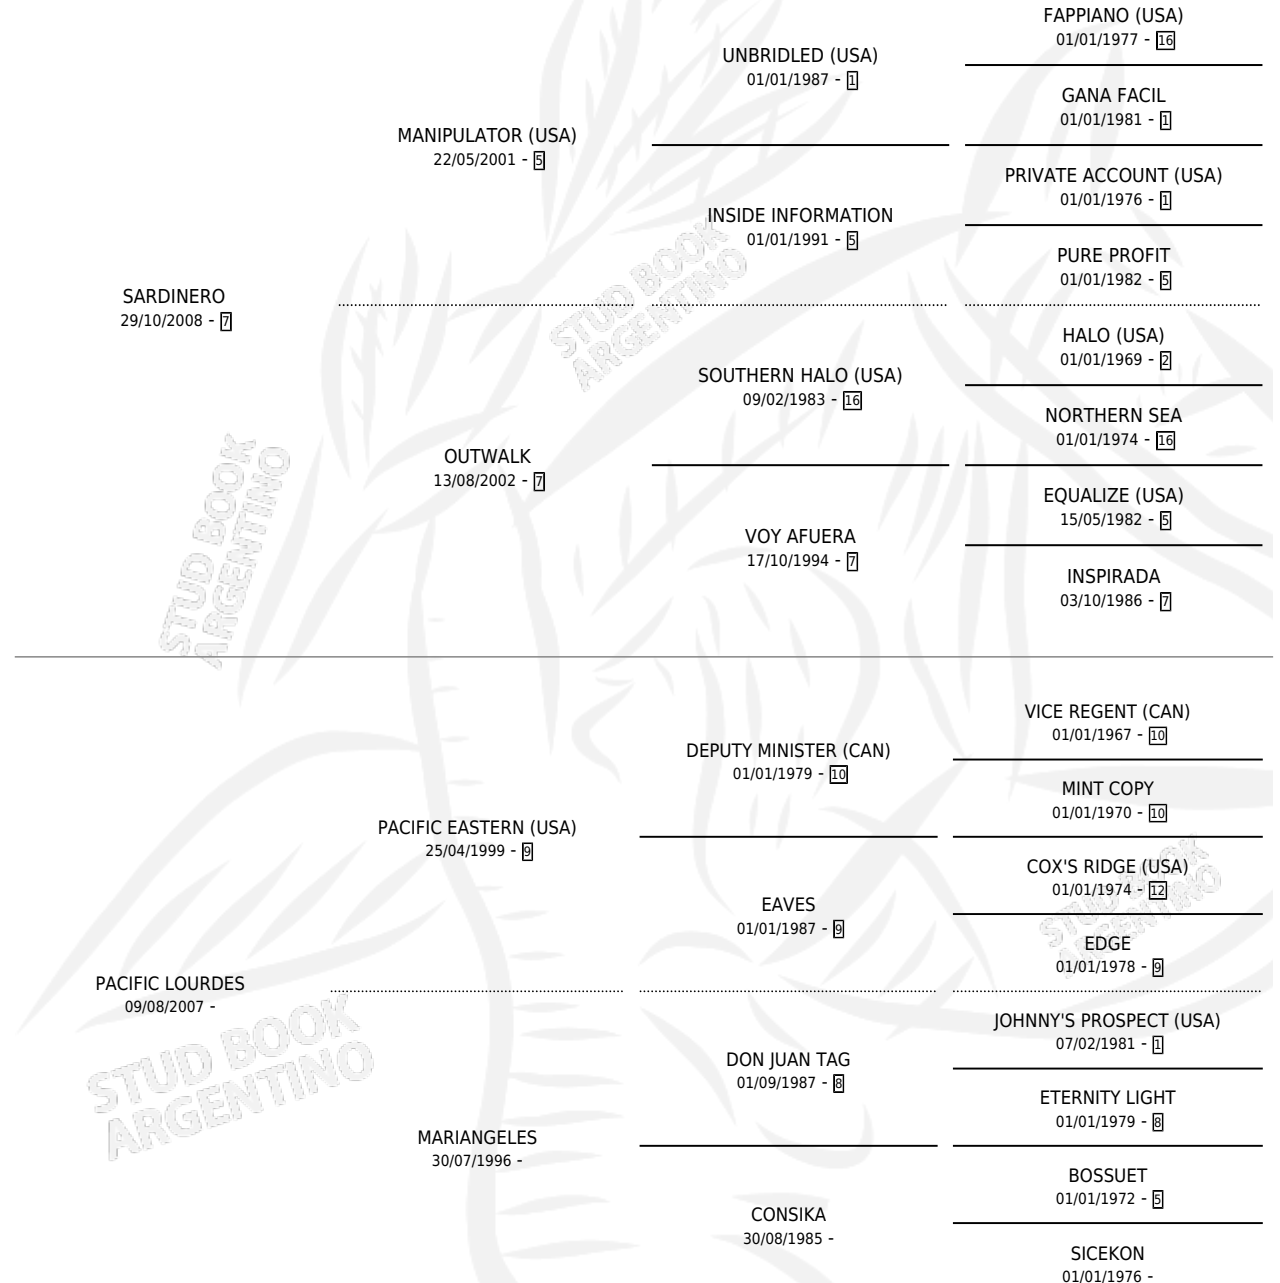 FAPPIANO (USA)
01/01/1977 - 16
UNBRIDLED (USA)
01/01/1987 - 1
GANA FACIL
01/01/1981 - 1
MANIPULATOR (USA)
22/05/2001 - 5
PRIVATE ACCOUNT (USA)
01/01/1976 - 1
INSIDE INFORMATION
01/01/1991 - 5
PURE PROFIT
01/01/1982 - 5
SARDINERO
29/10/2008 - 7
HALO (USA)
01/01/1969 - 2
SOUTHERN HALO (USA)
09/02/1983 - 16
NORTHERN SEA
01/01/1974 - 16
OUTWALK
13/08/2002 - 7
EQUALIZE (USA)
15/05/1982 - 5
VOY AFUERA
17/10/1994 - 7
INSPIRADA
03/10/1986 - 7
VICE REGENT (CAN)
01/01/1967 - 10
DEPUTY MINISTER (CAN)
01/01/1979 - 10
MINT COPY
01/01/1970 - 10
PACIFIC EASTERN (USA)
25/04/1999 - 9
COX'S RIDGE (USA)
01/01/1974 - 12
EAVES
01/01/1987 - 9
EDGE
01/01/1978 - 9
PACIFIC LOURDES
09/08/2007 -
JOHNNY'S PROSPECT (USA)
07/02/1981 - 1
DON JUAN TAG
01/09/1987 - 8
ETERNITY LIGHT
01/01/1979 - 8
MARIANGELES
30/07/1996 -
BOSSUET
01/01/1972 - 5
CONSIKA
30/08/1985 -
SICEKON
01/01/1976 -
STUD BOOK
ARGENTINO
STUD BOOK
ARGENTINO
STUD BOOK
ARGENTINO
STUD BOOK
ARGENTINO